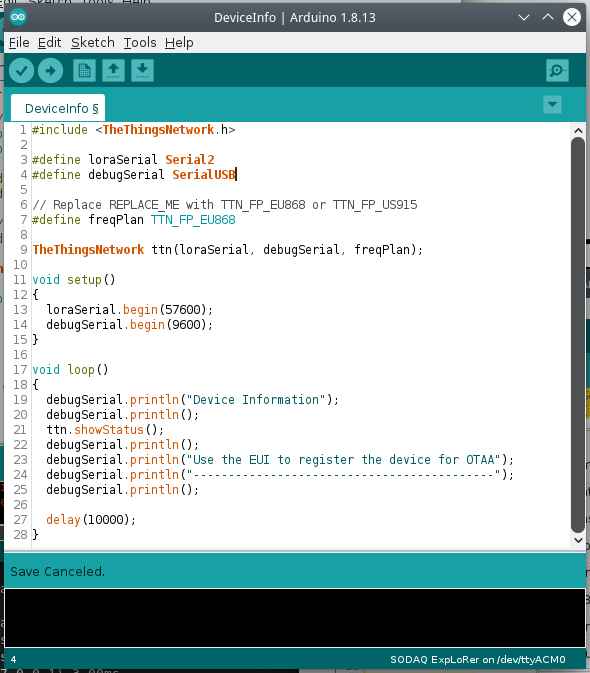 DeviceInfo | Arduino 1.8.13
File Edit Sketch Tools Help
DeviceInfo §
1 #include <TheThingsNetwork.h>
2
3 #define loraSerial Serial2
4 #define debugSerial SerialUSB
5
6 // Replace REPLACE_ME with TTN_FP_EU868 or TTN_FP_US915
7 #define freqPlan TTN_FP_EU868
8
9 TheThingsNetwork ttn(loraSerial, debugSerial, freqPlan);
10
11 void setup()
12 {
13   loraSerial.begin(57600);
14   debugSerial.begin(9600);
15 }
16
17 void loop()
18 {
19   debugSerial.println("Device Information");
20   debugSerial.println();
21   ttn.showStatus();
22   debugSerial.println();
23   debugSerial.println("Use the EUI to register the device for OTAA");
24   debugSerial.println("-------------------------------------------");
25   debugSerial.println();
26
27   delay(10000);
28 }
Save Canceled.
4 SODAQ ExpLoRer on /dev/ttyACM0